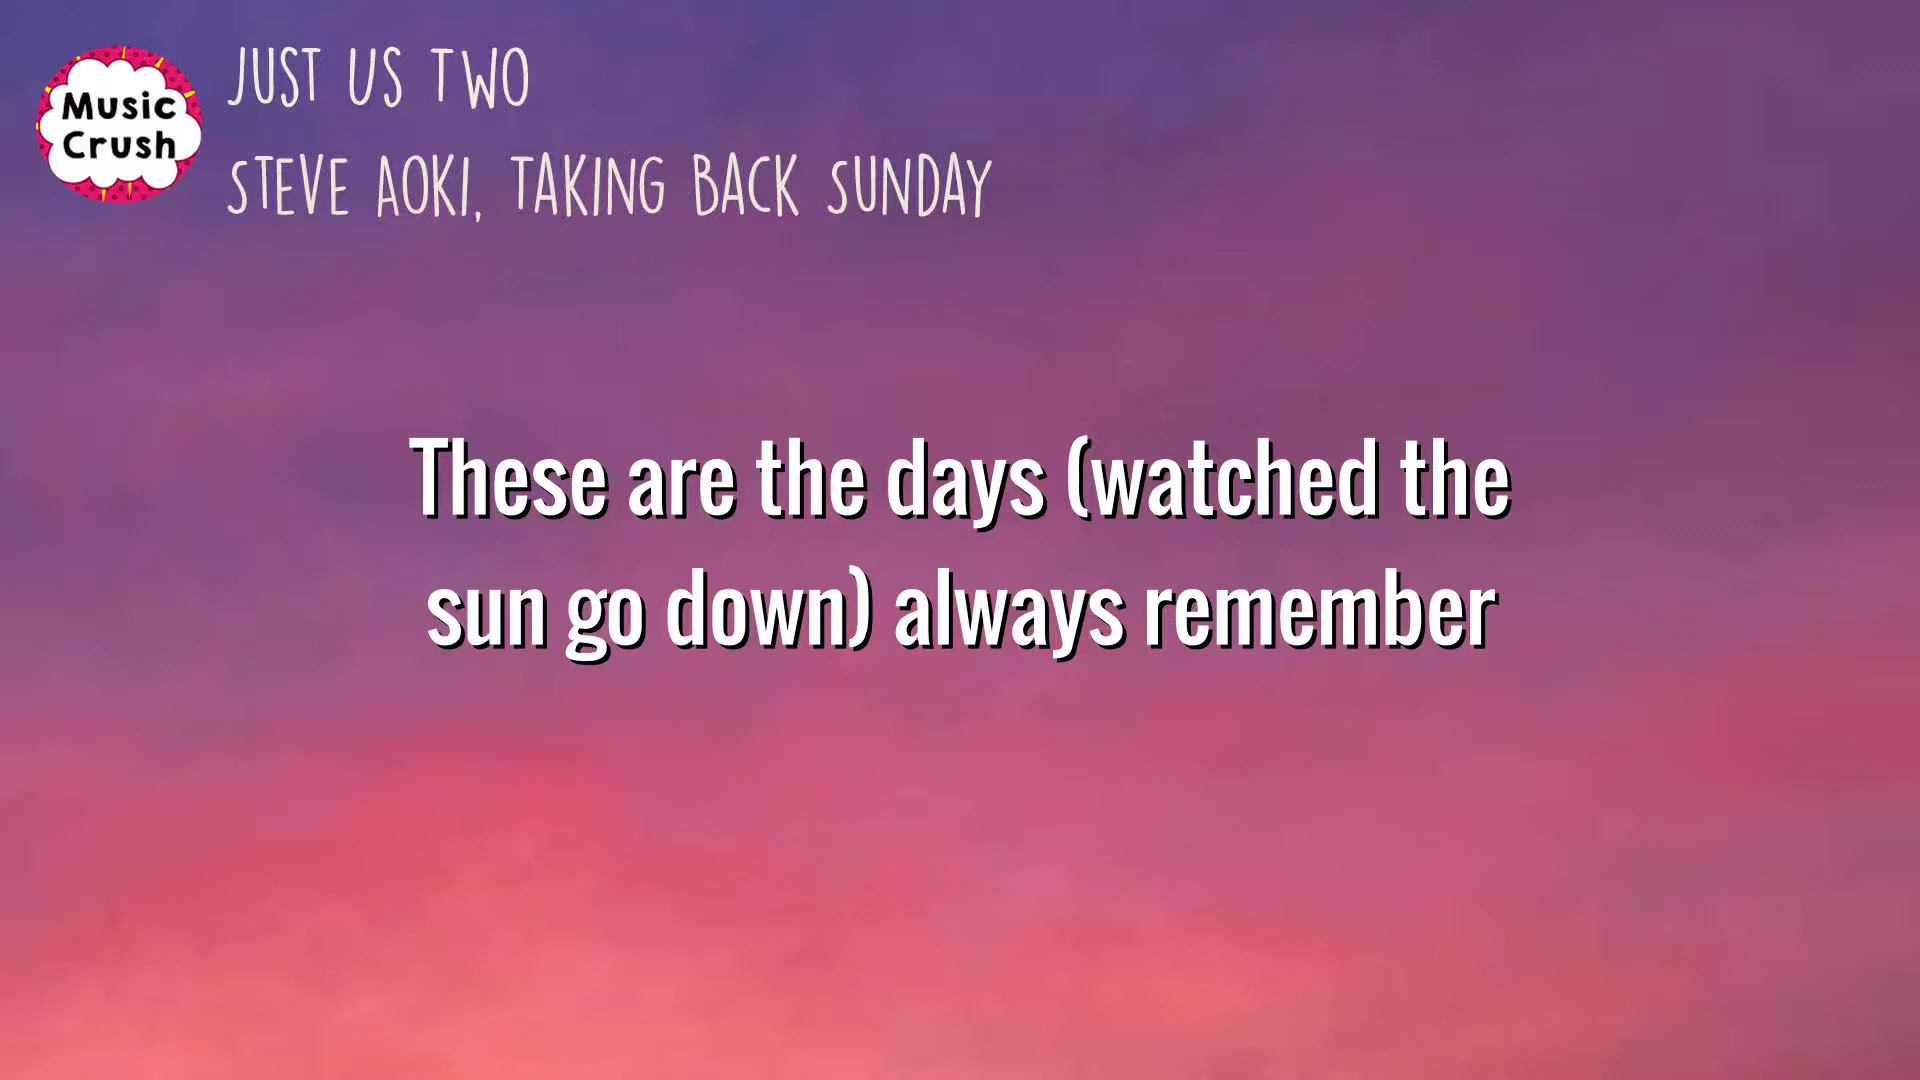 Music
Crush
JUST US TWO
STEVE AOKI, TAKING BACK SUNDAY
These are the days (watched the
sun go down) always remember